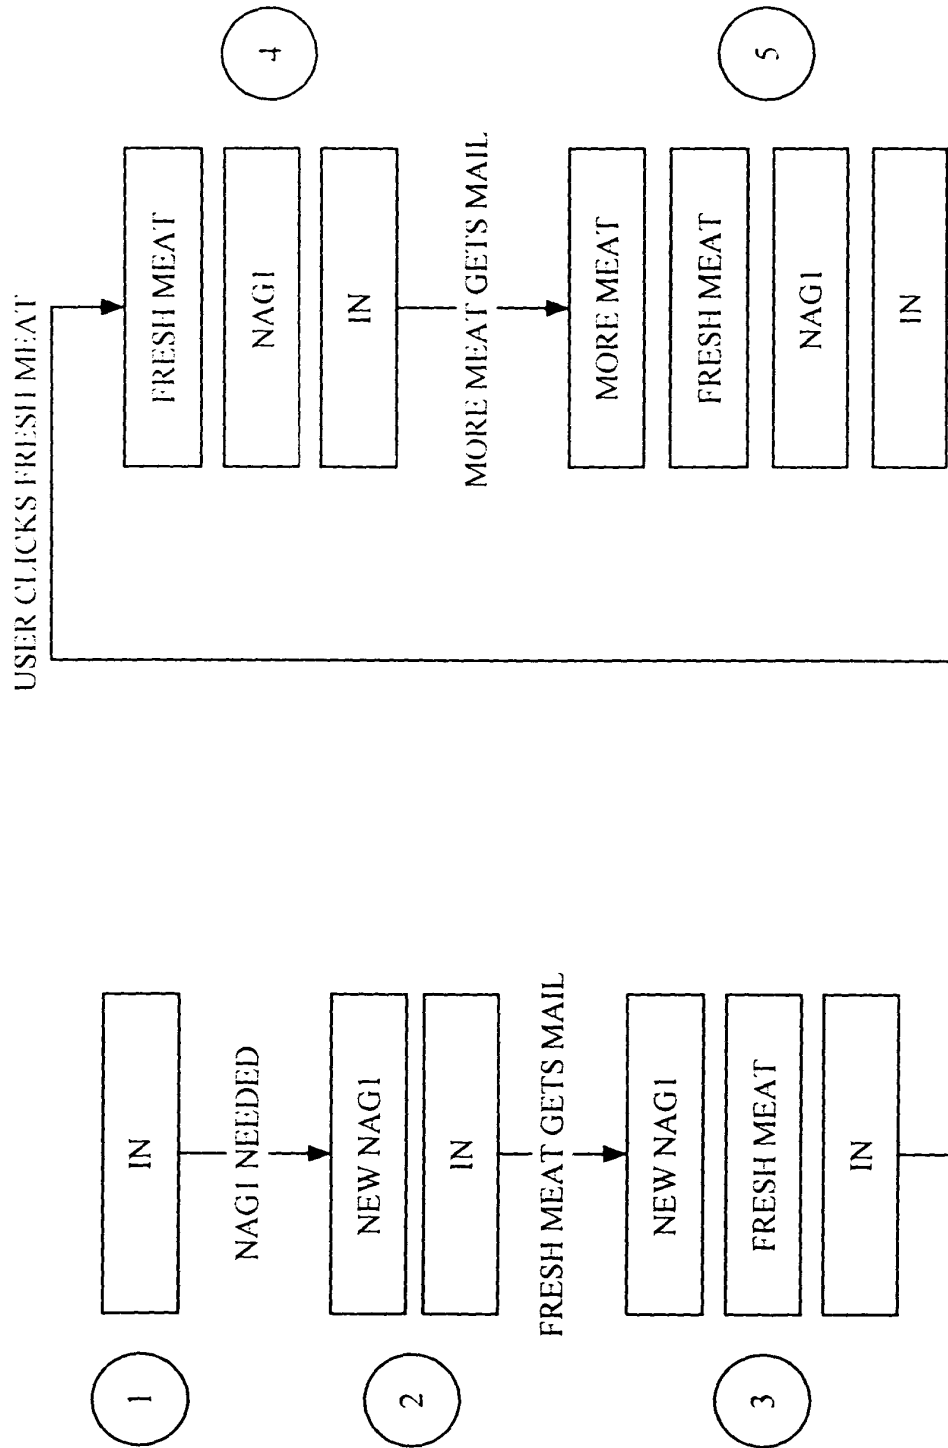 1
IN
NAG1 NEEDED
2
NEW NAG1
IN
FRESH MEAT GETS MAIL
3
NEW NAG1
FRESH MEAT
IN
USER CLICKS FRESH MEAT
4
FRESH MEAT
NAG1
IN
MORE MEAT GETS MAIL
5
MORE MEAT
FRESH MEAT
NAG1
IN